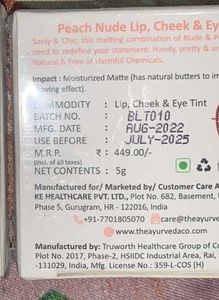 Peach Nude Lip, Cheek & Ey
Sassy & Chic, this melting combination of Nude & P
need to redefine your statement. Handy, pretty & u
Natural & Free of Harmful Chemicals.
Impact : Moisturized Matte (has natural butters to im
owing effect).
COMMODITY : Lip, Cheek & Eye Tint
BATCH NO. : BLT010
MFG. DATE : AUG-2022
USE BEFORE : JULY-2025
M.R.P. : ₹ 449.00/-
(Incl. of all taxes)
NET CONTENTS : 5g
Manufactured for/ Marketed by/ Customer Care A
KE HEALTHCARE PVT. LTD., Plot No. 682, Basement, U
Phase 5, Gurugram, HR - 122016, India
+91-7701805070 care@theayurve
theayurvedaco.com
Manufactured by: Truworth Healthcare Group of Co
Plot No. 2017, Phase-2, HSIIDC Industrial Area, Rai,
-131029, India, Mfg. License No.: 359-L-COS (H)